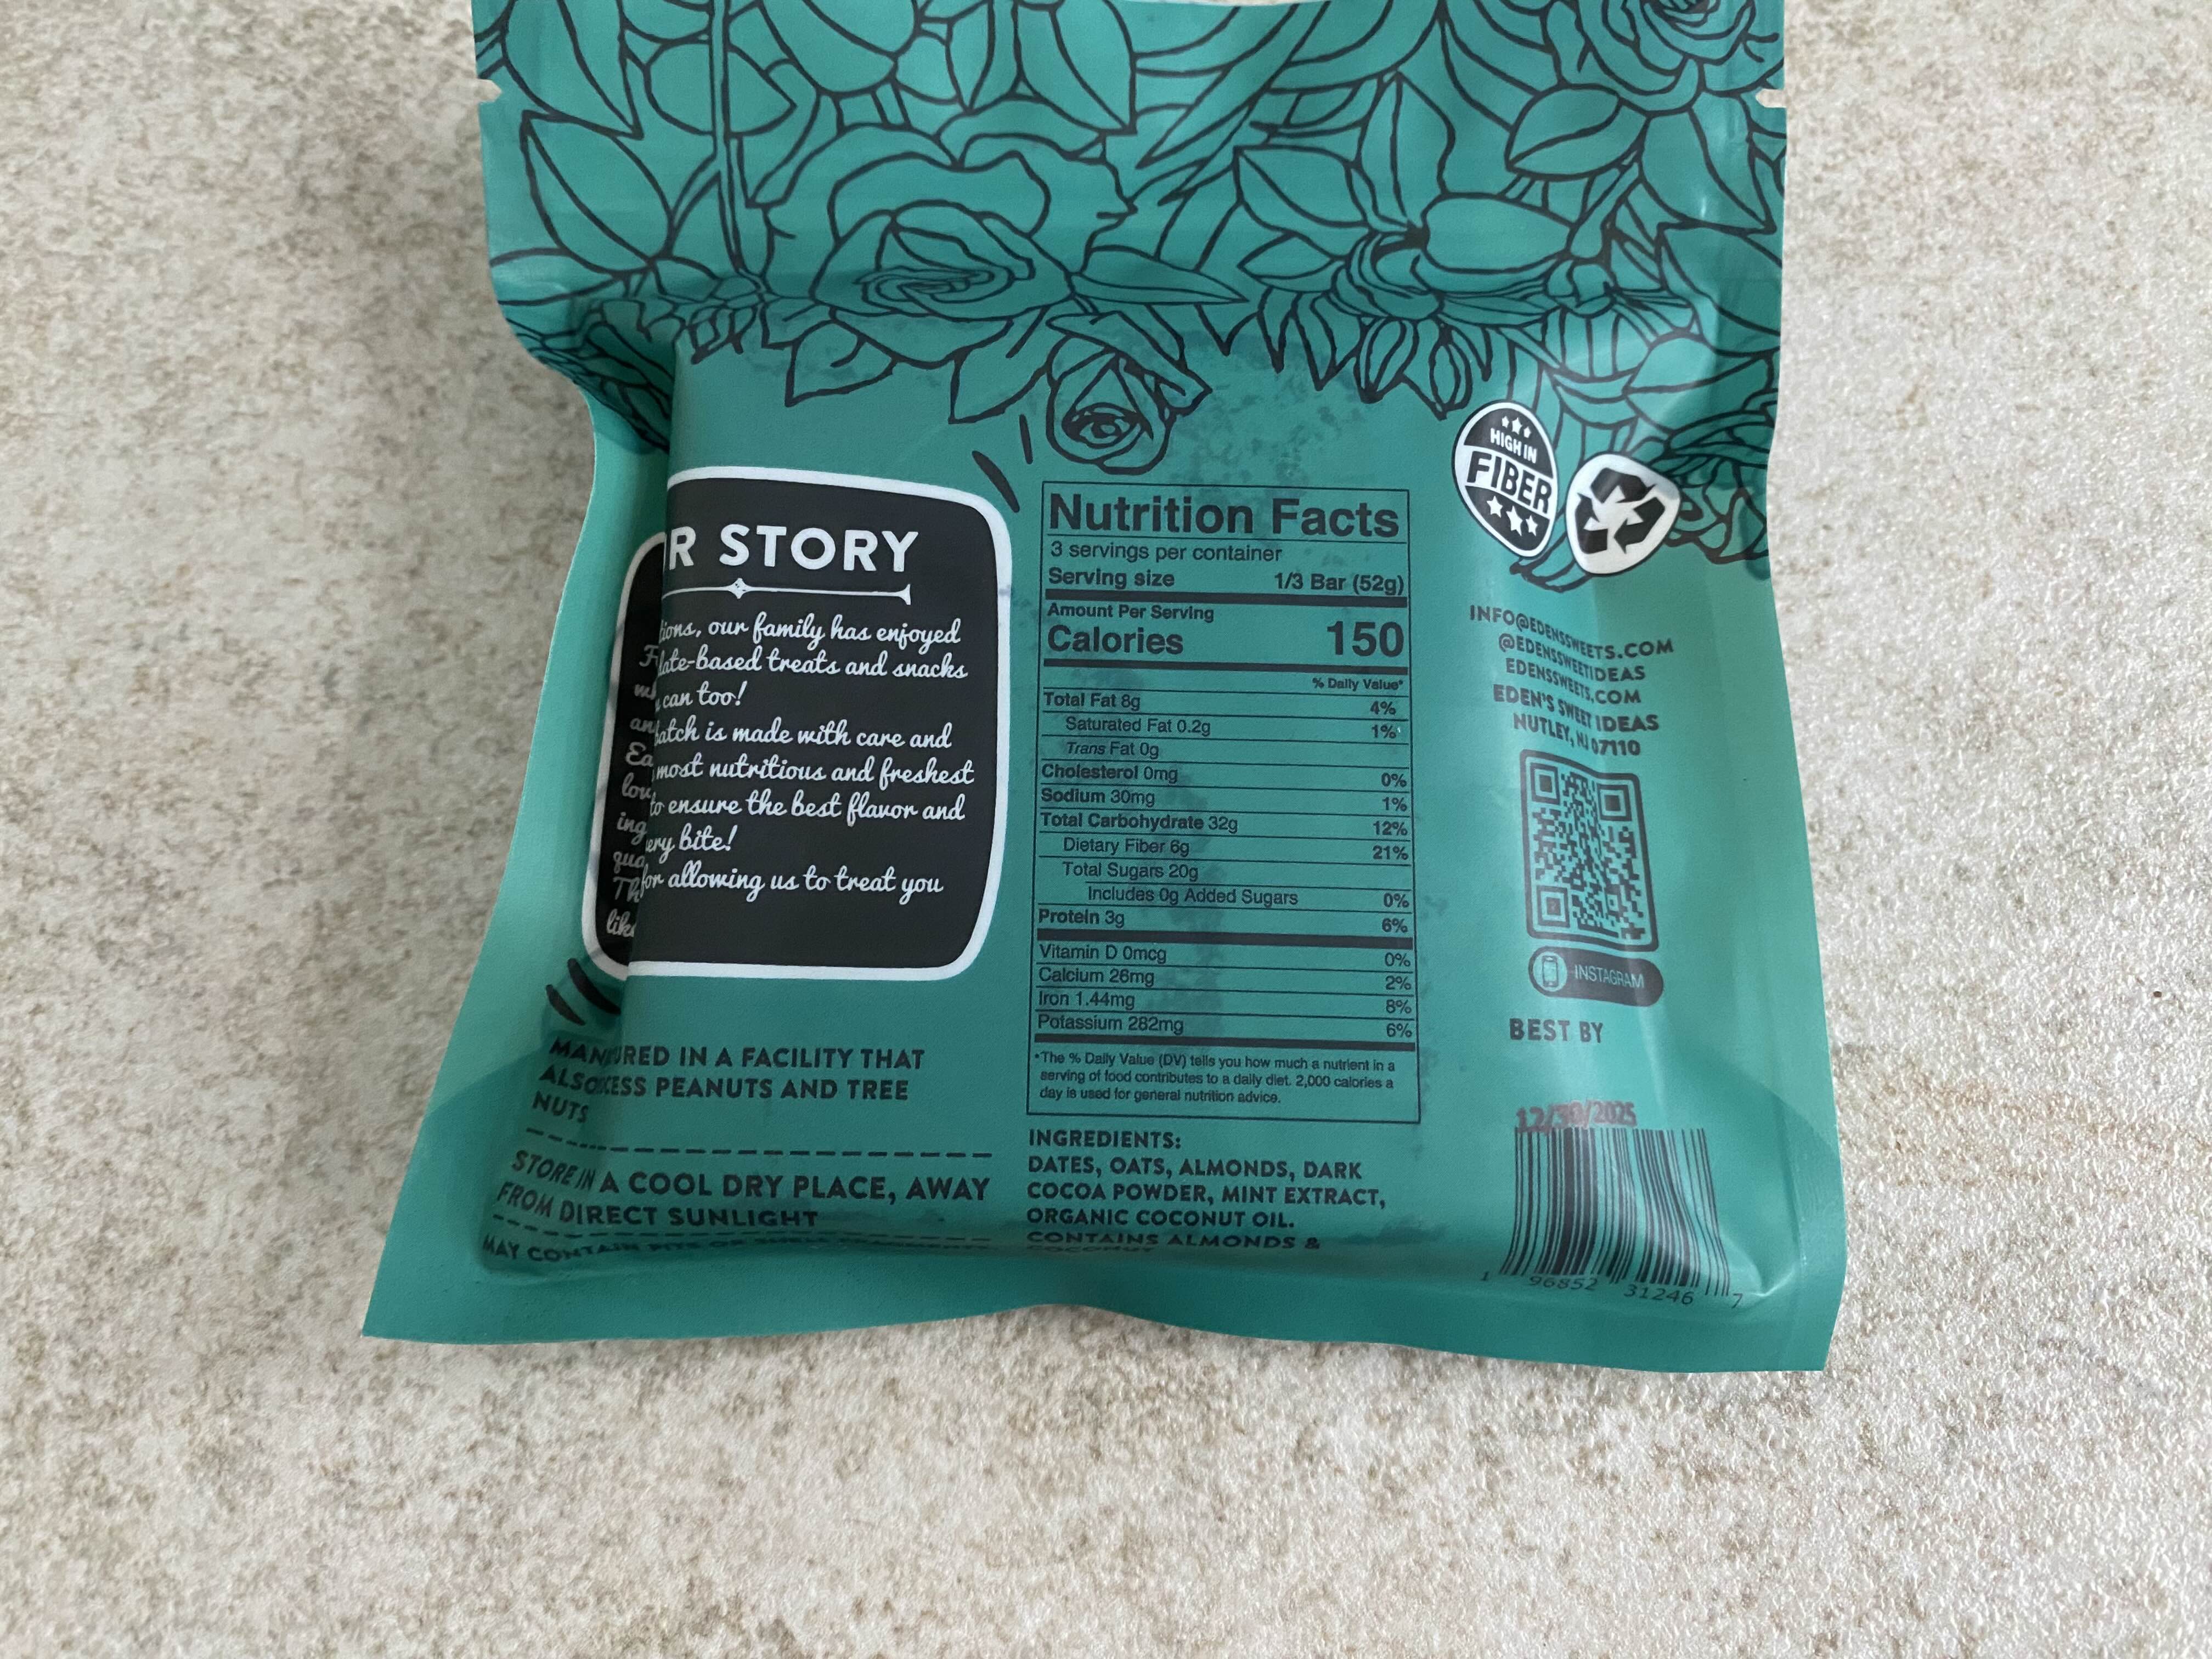 R STORY
ions, our family has enjoyed
late-based treats and snacks
can too!
atch is made with care and
most nutritious and freshest
to ensure the best flavor and
ery bite!
for allowing us to treat you
MANURED IN A FACILITY THAT
ALSOCESS PEANUTS AND TREE
NUTS
STORE IN A COOL DRY PLACE, AWAY
FROM DIRECT SUNLIGHT
MAY CONTAIN PITS OR SHELL
Nutrition Facts
3 servings per container
Serving size 1/3 Bar (52g)
Amount Per Serving
Calories 150
% Daily Value*
Total Fat 8g 4%
Saturated Fat 0.2g 1%
Trans Fat 0g
Cholesterol 0mg 0%
Sodium 30mg 1%
Total Carbohydrate 32g 12%
Dietary Fiber 6g 21%
Total Sugars 20g
Includes 0g Added Sugars 0%
Protein 3g 6%
Vitamin D 0mcg 0%
Calcium 26mg 2%
Iron 1.44mg 8%
Potassium 282mg 6%
*The % Daily Value (DV) tells you how much a nutrient in a
serving of food contributes to a daily diet. 2,000 calories a
day is used for general nutrition advice.
INGREDIENTS:
DATES, OATS, ALMONDS, DARK
COCOA POWDER, MINT EXTRACT,
ORGANIC COCONUT OIL.
CONTAINS ALMONDS &
COCONUT
HIGH IN
FIBER
INFO@EDENSSWEETS.COM
@EDENSSWEETIDEAS
EDENSSWEETS.COM
EDEN'S SWEET IDEAS
NUTLEY, NJ 07110
INSTAGRAM
BEST BY
12/30/2025
1 96852 31246 7